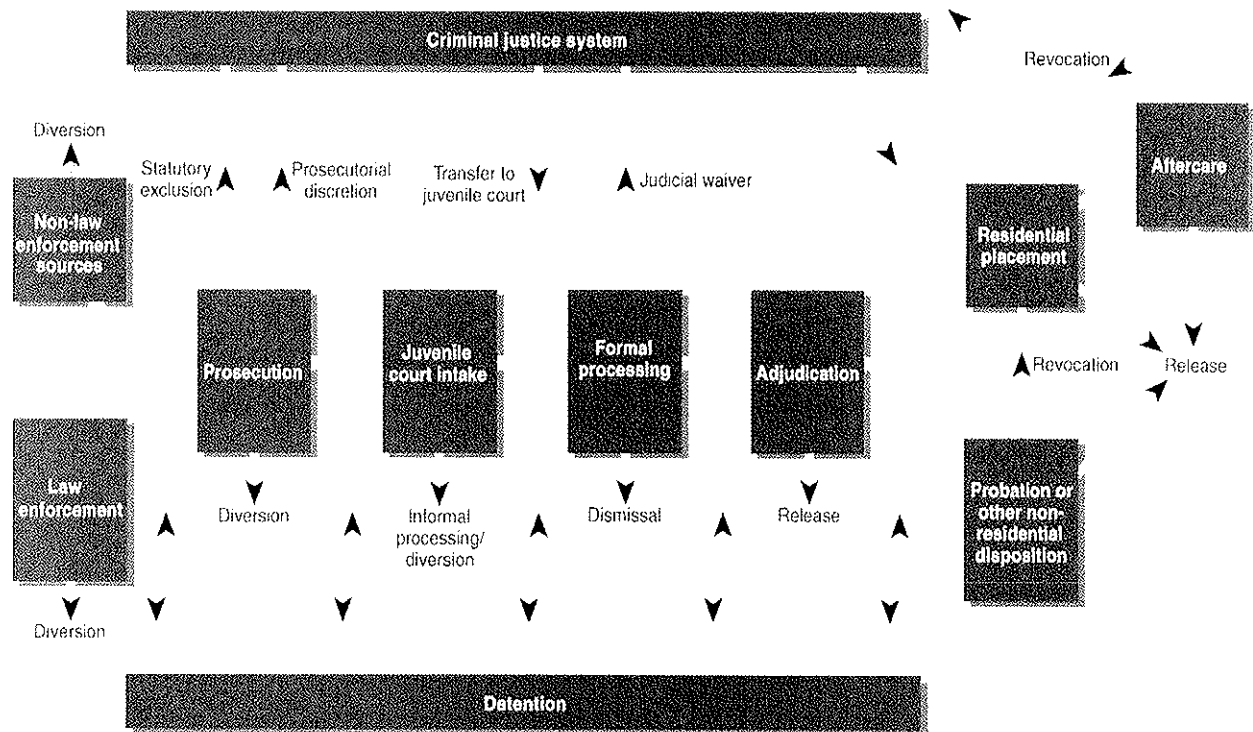 Criminal justice system
Revocation
Diversion
Aftercare
Statutory
exclusion
Prosecutorial
discretion
Transfer to
juvenile court
Judicial waiver
Non-law
enforcement
sources
Residential
placement
Prosecution
Juvenile
court intake
Formal
processing
Adjudication
Revocation
Release
Law
enforcement
Diversion
Informal
processing/
diversion
Dismissal
Release
Probation or
other non-
residential
disposition
Diversion
Detention